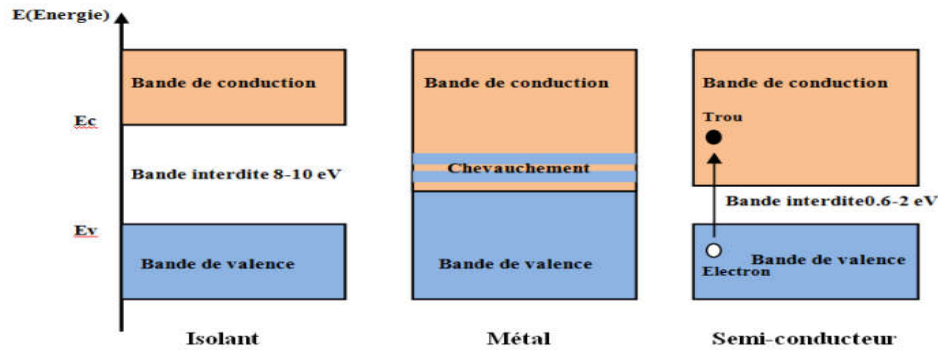 E(Energie)
Bande de conduction
Bande de conduction
Bande de conduction
Trou
Ec
Chevauchement
Bande interdite 8-10 eV
Bande interdite0.6-2 eV
Ev
Bande de valence
Bande de valence
Bande de valence
Electron
Isolant
Métal
Semi-conducteur